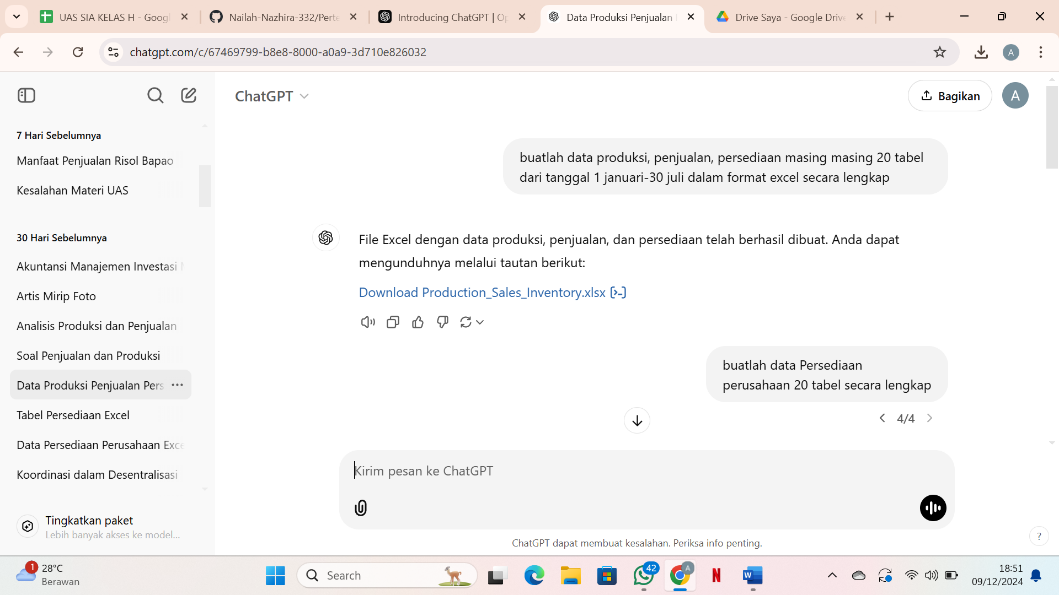 UAS SIA KELAS H - Goog
Nailah-Nazhira-332/Perte
Introducing ChatGPT | Op
Data Produksi Penjualan
Drive Saya - Google Drive
chatgpt.com/c/67469799-b8e8-8000-a0a9-3d710e826032
A
ChatGPT
Bagikan
A
7 Hari Sebelumnya
Manfaat Penjualan Risol Bapao
Kesalahan Materi UAS
30 Hari Sebelumnya
Akuntansi Manajemen Investasi
Artis Mirip Foto
Analisis Produksi dan Penjualan
Soal Penjualan dan Produksi
Data Produksi Penjualan Pers
Tabel Persediaan Excel
Data Persediaan Perusahaan Exce
Koordinasi dalam Desentralisasi
Tingkatkan paket
Lebih banyak akses ke model...
buatlah data produksi, penjualan, persediaan masing masing 20 tabel
dari tanggal 1 januari-30 juli dalam format excel secara lengkap
File Excel dengan data produksi, penjualan, dan persediaan telah berhasil dibuat. Anda dapat
mengunduhnya melalui tautan berikut:
Download Production_Sales_Inventory.xlsx [>-]
buatlah data Persediaan
perusahaan 20 tabel secara lengkap
4/4
Kirim pesan ke ChatGPT
ChatGPT dapat membuat kesalahan. Periksa info penting.
?
1
28°C
Berawan
Search
42
A
N
W
18:51
09/12/2024